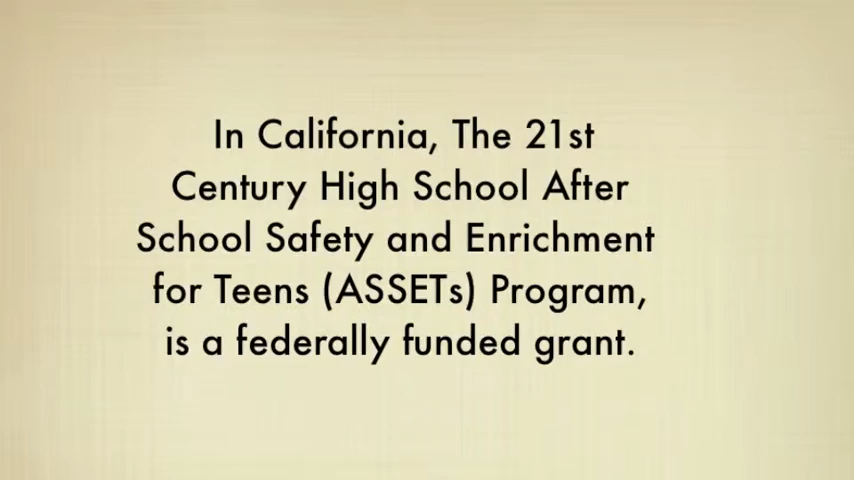 In California, The 21st
Century High School After
School Safety and Enrichment
for Teens (ASSETs) Program,
is a federally funded grant.